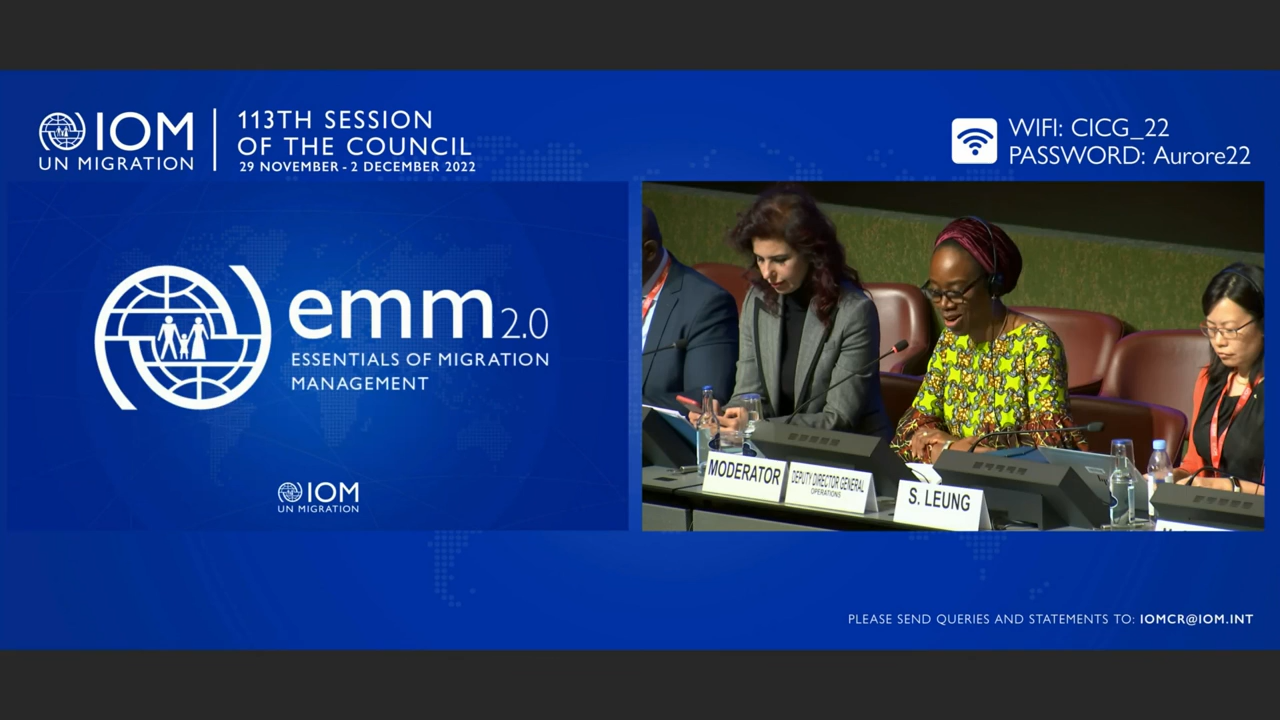 IOM
UN MIGRATION
113TH SESSION
OF THE COUNCIL
29 NOVEMBER - 2 DECEMBER 2022
WIFI: CICG_22
PASSWORD: Aurore22
emm 2.0
ESSENTIALS OF MIGRATION
MANAGEMENT
IOM
UN MIGRATION
MODERATOR
DEPUTY DIRECTOR GENERAL
OPERATIONS
S. LEUNG
PLEASE SEND QUERIES AND STATEMENTS TO: IOMCR@IOM.INT